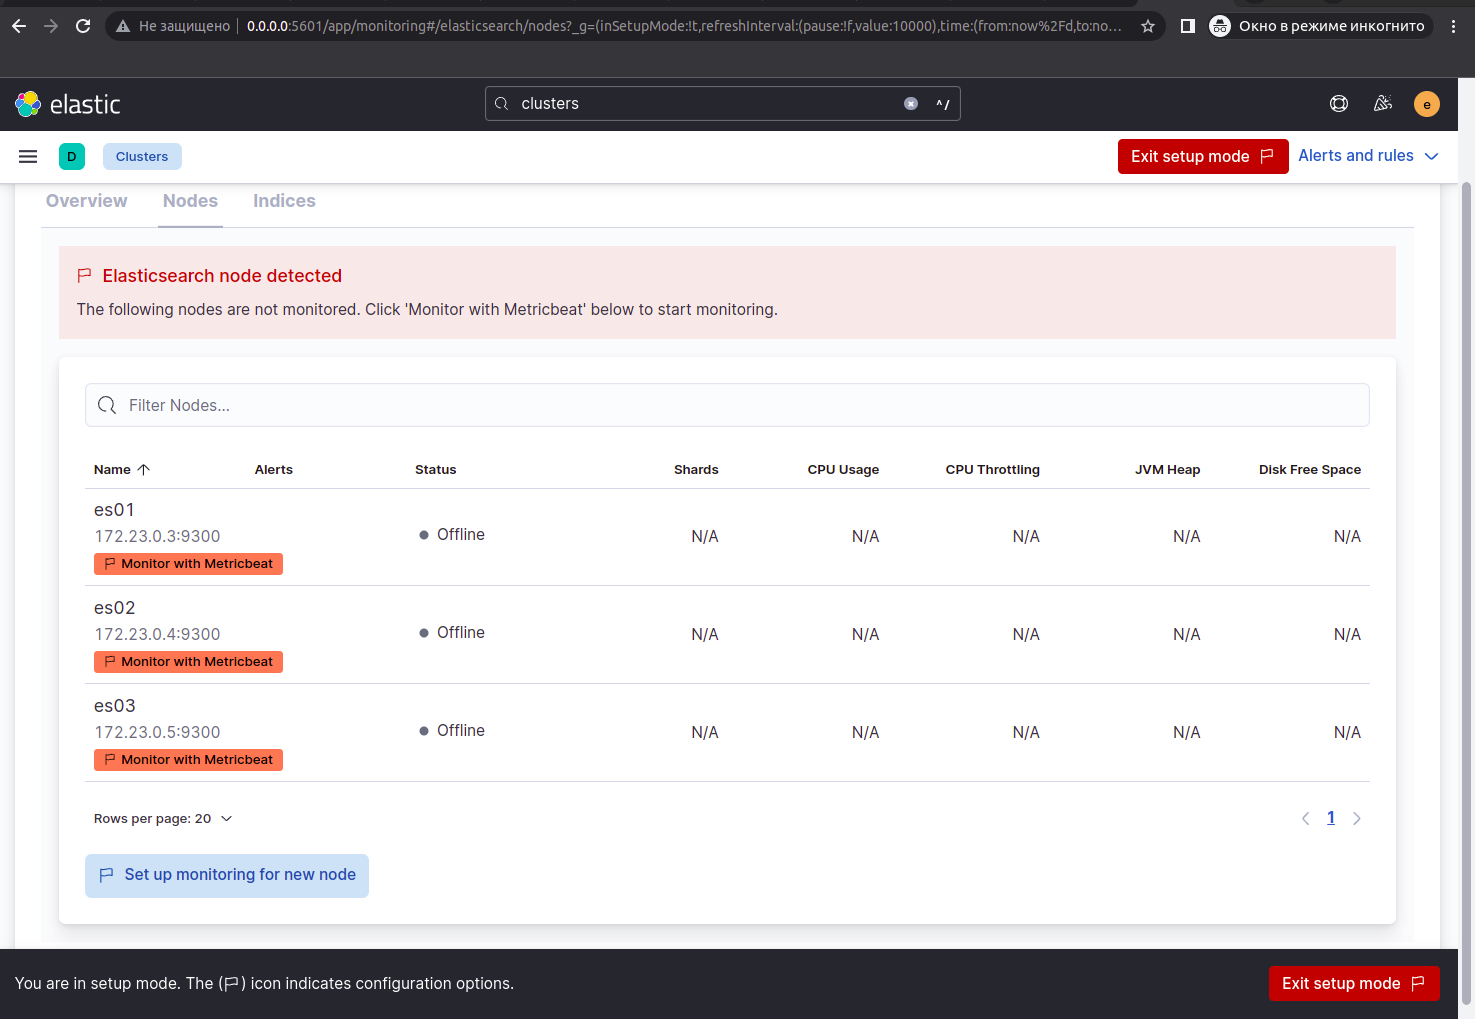 Не защищено
0.0.0.0:5601/app/monitoring#/elasticsearch/nodes?_g=(inSetupMode:!t,refreshInterval:(pause:!f,value:10000),time:(from:now%2Fd,to:no...
Окно в режиме инкогнито
elastic
clusters
^/
e
D
Clusters
Exit setup mode
Alerts and rules
Overview
Nodes
Indices
Elasticsearch node detected
The following nodes are not monitored. Click 'Monitor with Metricbeat' below to start monitoring.
Filter Nodes...
Name Alerts Status Shards CPU Usage CPU Throttling JVM Heap Disk Free Space
es01
172.23.0.3:9300 Offline N/A N/A N/A N/A N/A
Monitor with Metricbeat
es02
172.23.0.4:9300 Offline N/A N/A N/A N/A N/A
Monitor with Metricbeat
es03
172.23.0.5:9300 Offline N/A N/A N/A N/A N/A
Monitor with Metricbeat
Rows per page: 20
1
Set up monitoring for new node
You are in setup mode. The ( ) icon indicates configuration options.
Exit setup mode